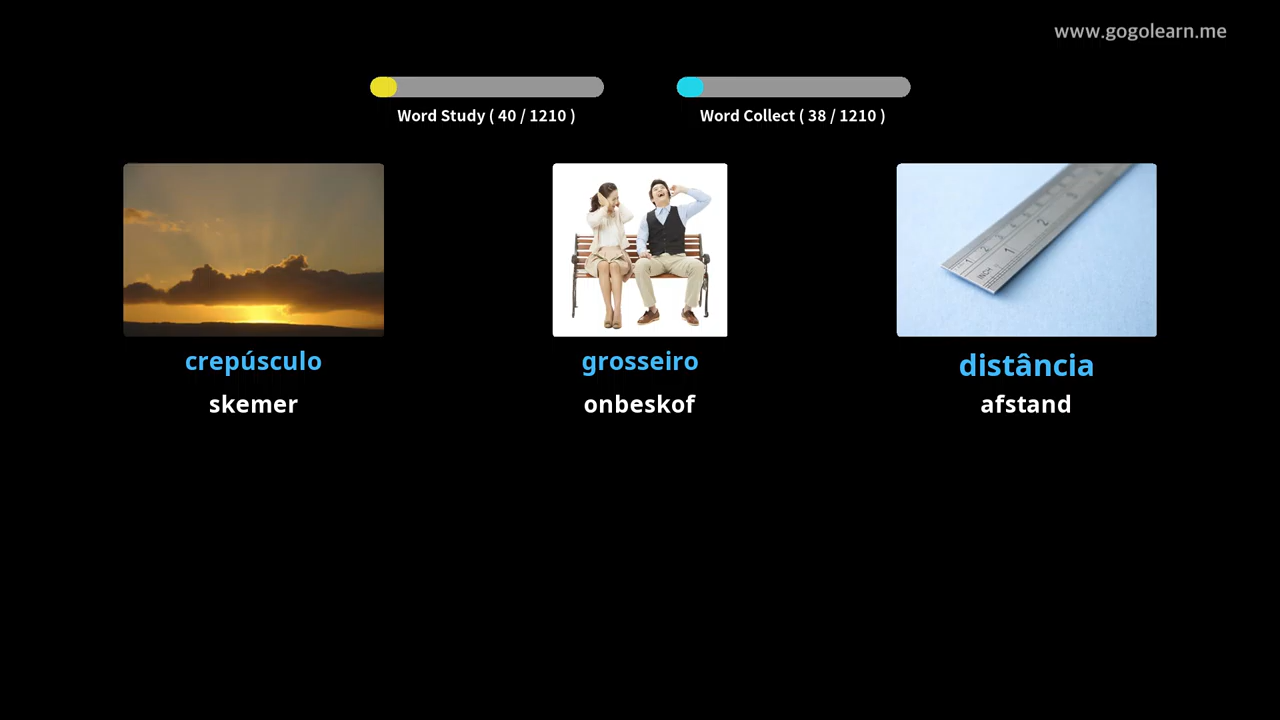 www.gogolearn.me
Word Study ( 40 / 1210 )
Word Collect ( 38 / 1210 )
crepúsculo
grosseiro
distância
skemer
onbeskof
afstand